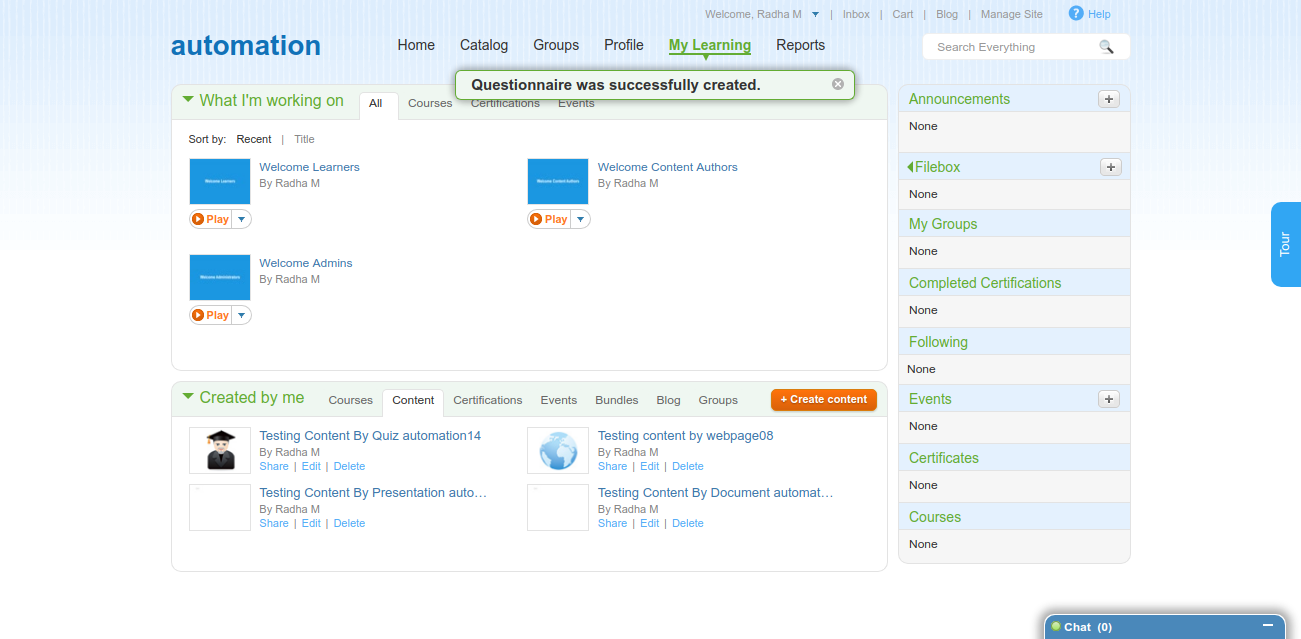 Welcome, Radha M | Inbox | Cart | Blog | Manage Site ? Help
automation
Home Catalog Groups Profile My Learning Reports
Search Everything
Questionnaire was successfully created.
What I'm working on All Courses Certifications Events
Sort by: Recent | Title
Welcome Learners
Welcome Learners
By Radha M
Play
Welcome Content Authors
Welcome Content Authors
By Radha M
Play
Welcome Administrators
Welcome Admins
By Radha M
Play
Created by me Courses Content Certifications Events Bundles Blog Groups + Create content
Testing Content By Quiz automation14
By Radha M
Share | Edit | Delete
Testing content by webpage08
By Radha M
Share | Edit | Delete
Testing Content By Presentation auto…
By Radha M
Share | Edit | Delete
Testing Content By Document automat…
By Radha M
Share | Edit | Delete
Announcements +
None
Filebox +
None
My Groups
None
Completed Certifications
None
Following
None
Events +
None
Certificates
None
Courses
None
Tour
Chat (0)